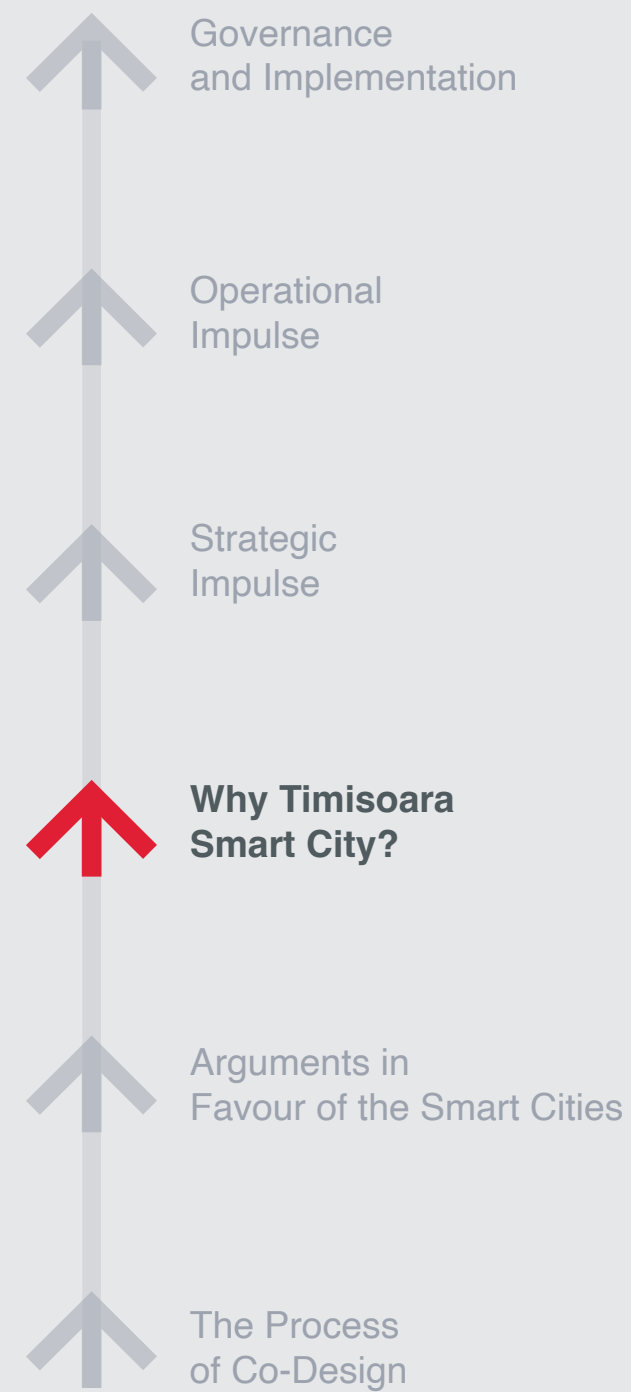 Governance
and Implementation
Operational
Impulse
Strategic
Impulse
Why Timisoara
Smart City?
Arguments in
Favour of the Smart Cities
The Process
of Co-Design